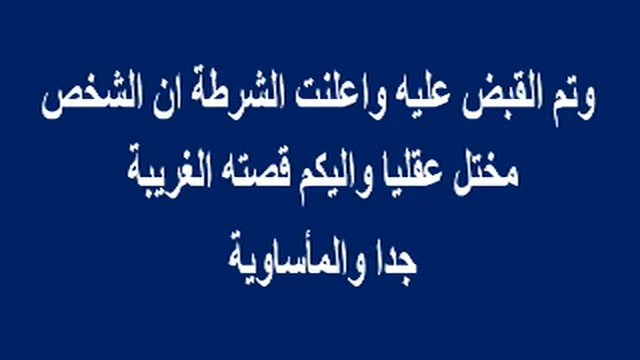 وتم القبض عليه واعلنت الشرطة ان الشخص
مختل عقليا واليكم قصته الغريبة
جدا والمأساوية